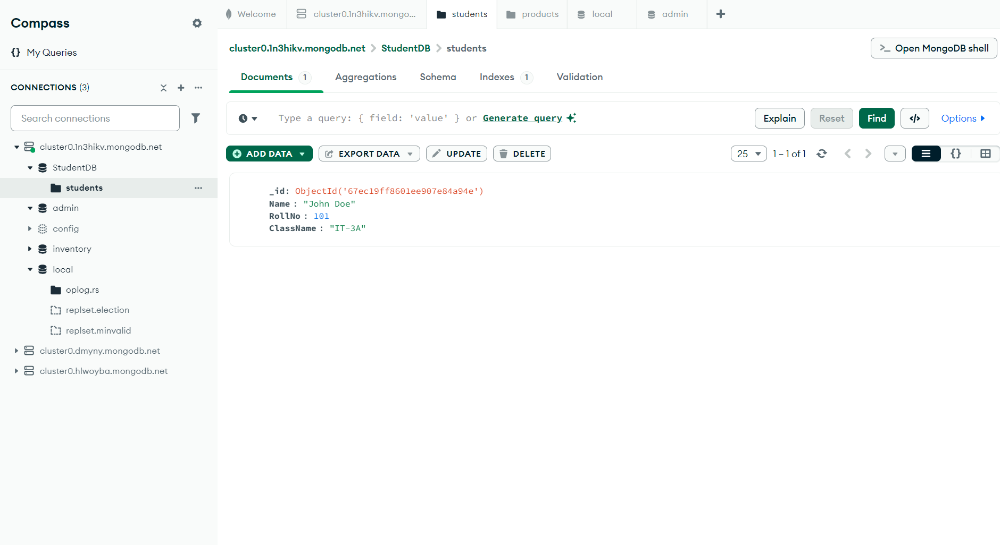 Compass
{} My Queries
CONNECTIONS (3)
Search connections
cluster0.1n3hikv.mongodb.net
StudentDB
students
admin
config
inventory
local
oplog.rs
replset.election
replset.minvalid
cluster0.dmyny.mongodb.net
cluster0.hlwoyba.mongodb.net
Welcome
cluster0.1n3hikv.mongo...
students
products
local
admin
cluster0.1n3hikv.mongodb.net > StudentDB > students
>_ Open MongoDB shell
Documents 1 Aggregations Schema Indexes 1 Validation
Type a query: { field: 'value' } or Generate query
Explain Reset Find </> Options
ADD DATA EXPORT DATA UPDATE DELETE
25 1 – 1 of 1 {}
_id: ObjectId('67ec19ff8601ee907e84a94e')
Name : "John Doe"
RollNo : 101
ClassName : "IT-3A"